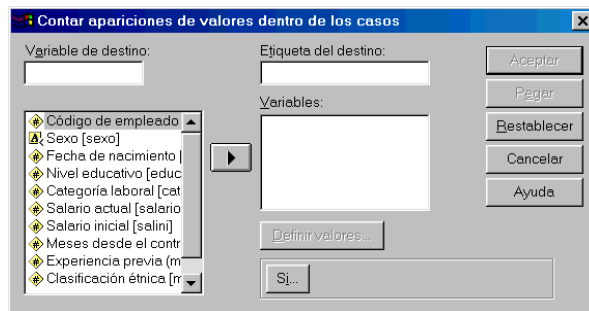 Contar apariciones de valores dentro de los casos
Variable de destino:
Etiqueta del destino:
Variables:
Código de empleado
Sexo [sexo]
Fecha de nacimiento [
Nivel educativo [educ
Categoría laboral [cat
Salario actual [salario
Salario inicial [salini]
Meses desde el contr
Experiencia previa (m
Clasificación étnica [m
Definir valores...
Si...
Aceptar
Pegar
Restablecer
Cancelar
Ayuda